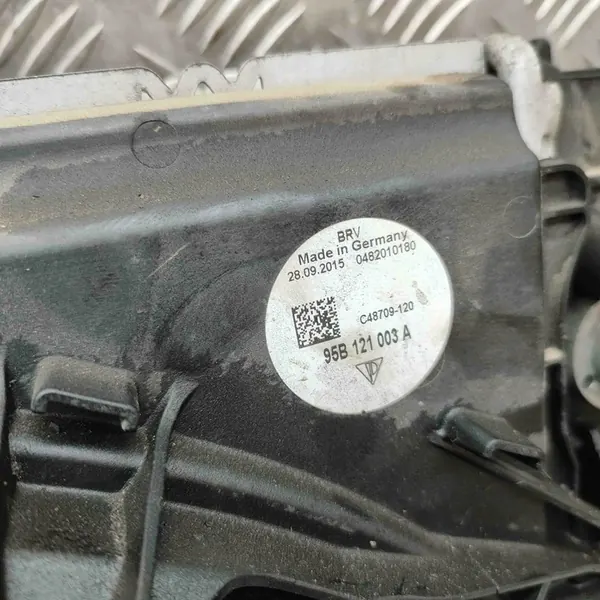 BRV
Made in Germany
28.09.2015 0482010180
C48709-120
95B 121 003 A